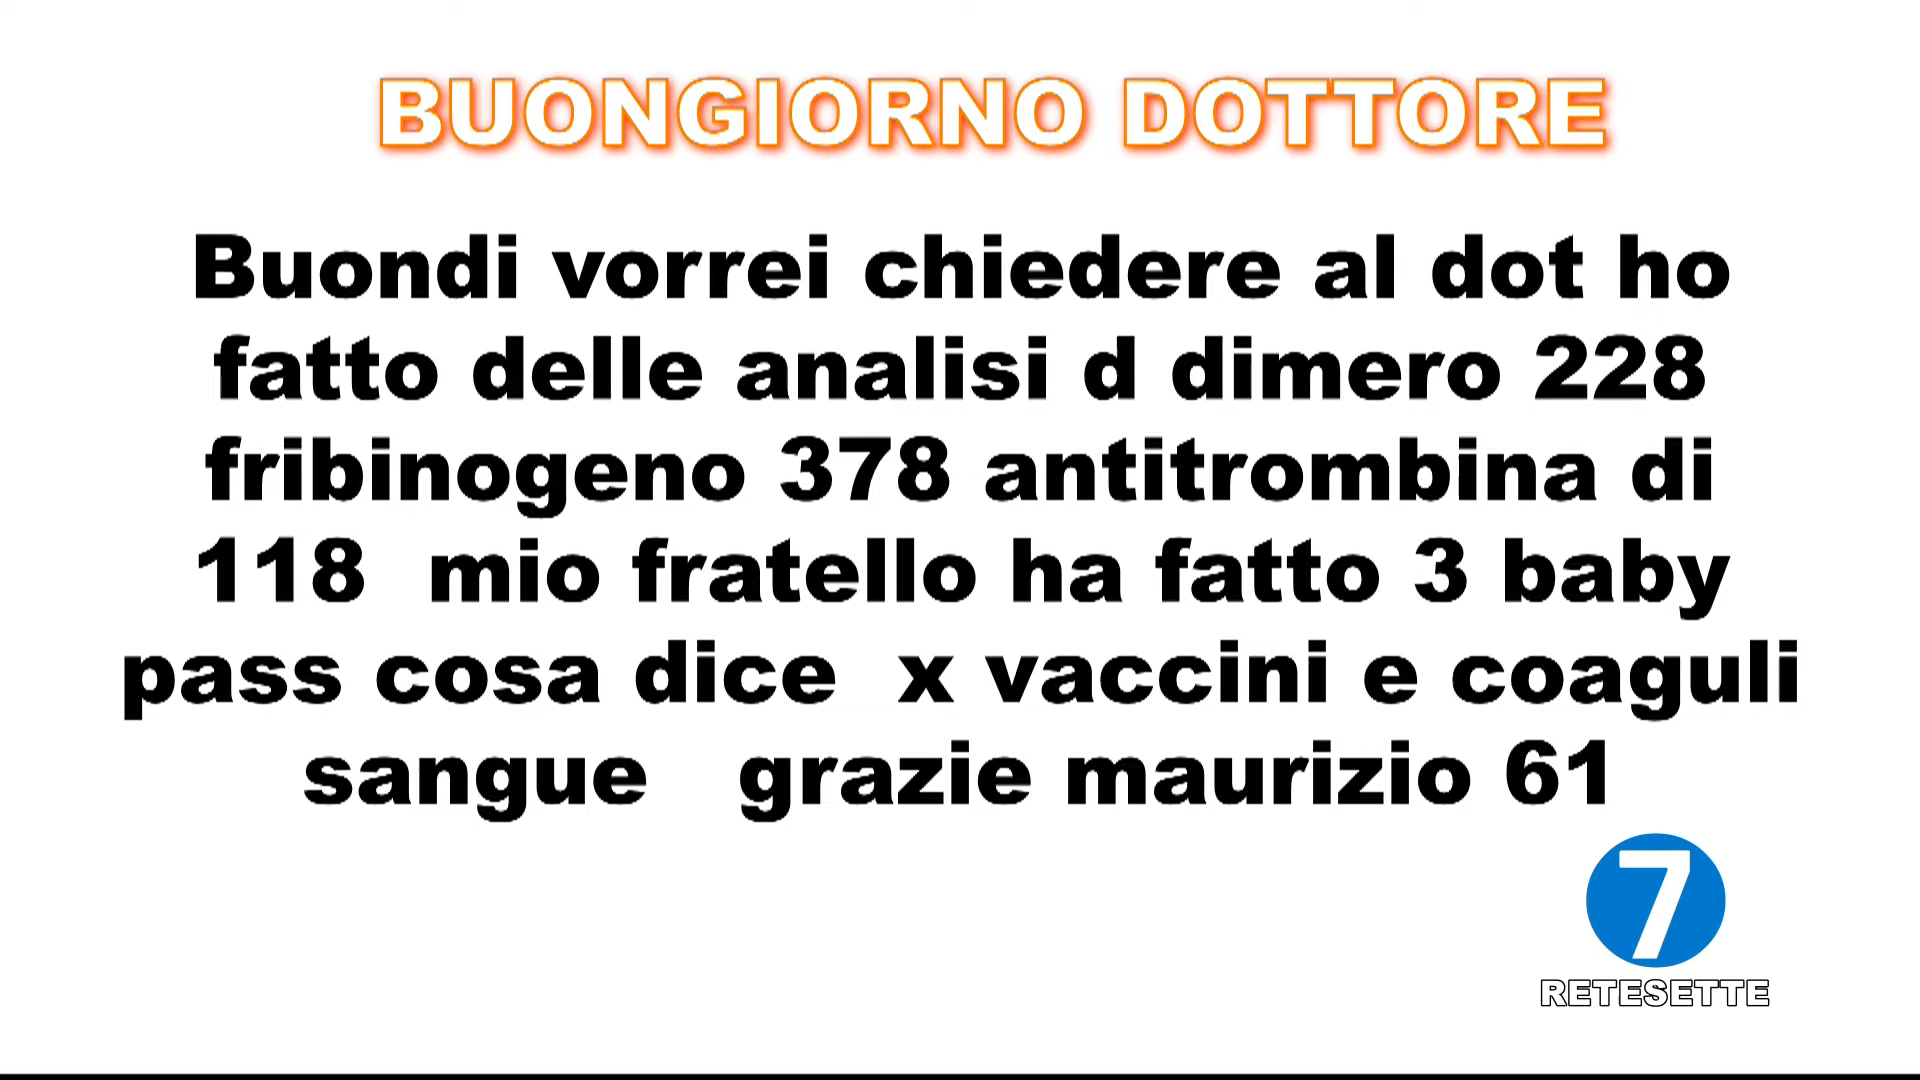 BUONGIORNO DOTTORE
Buondi vorrei chiedere al dot ho
fatto delle analisi d dimero 228
fribinogeno 378 antitrombina di
118  mio fratello ha fatto 3 baby
pass cosa dice  x vaccini e coaguli
sangue   grazie maurizio 61
7
RETESETTE